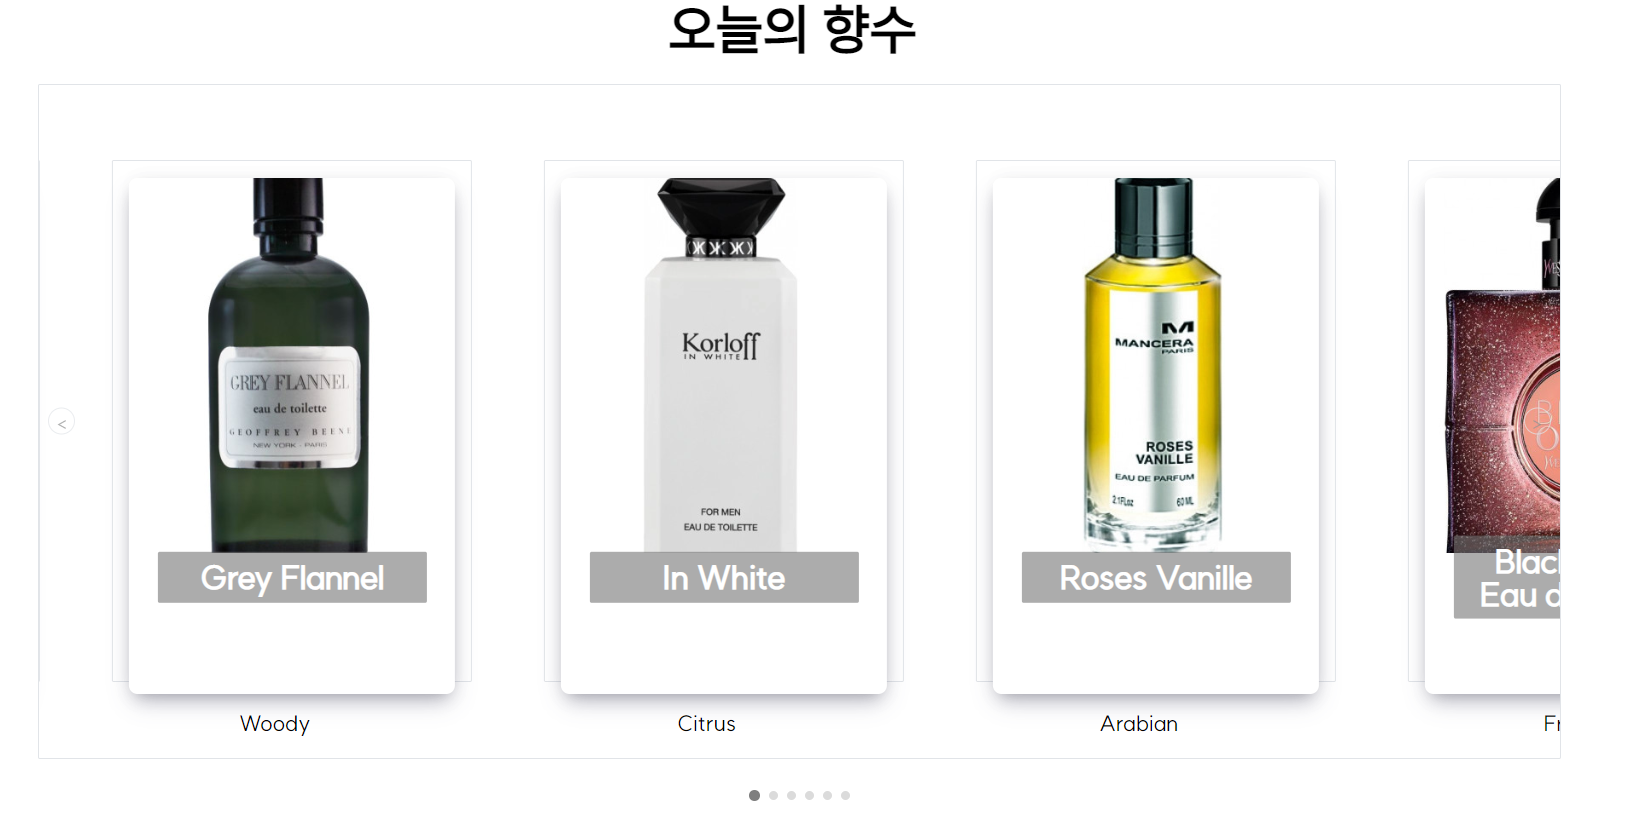 오늘의 향수
<
GREY FLANNEL
eau de toilette
GEOFFREY BEENE
NEW YORK - PARIS
Grey Flannel
Woody
Korloff
IN WHITE
FOR MEN
EAU DE TOILETTE
In White
Citrus
MANCERA
PARIS
ROSES
VANILLE
EAU DE PARFUM
2.1FL.oz 60 ML
Roses Vanille
Arabian
Blac
Eau d
Fr